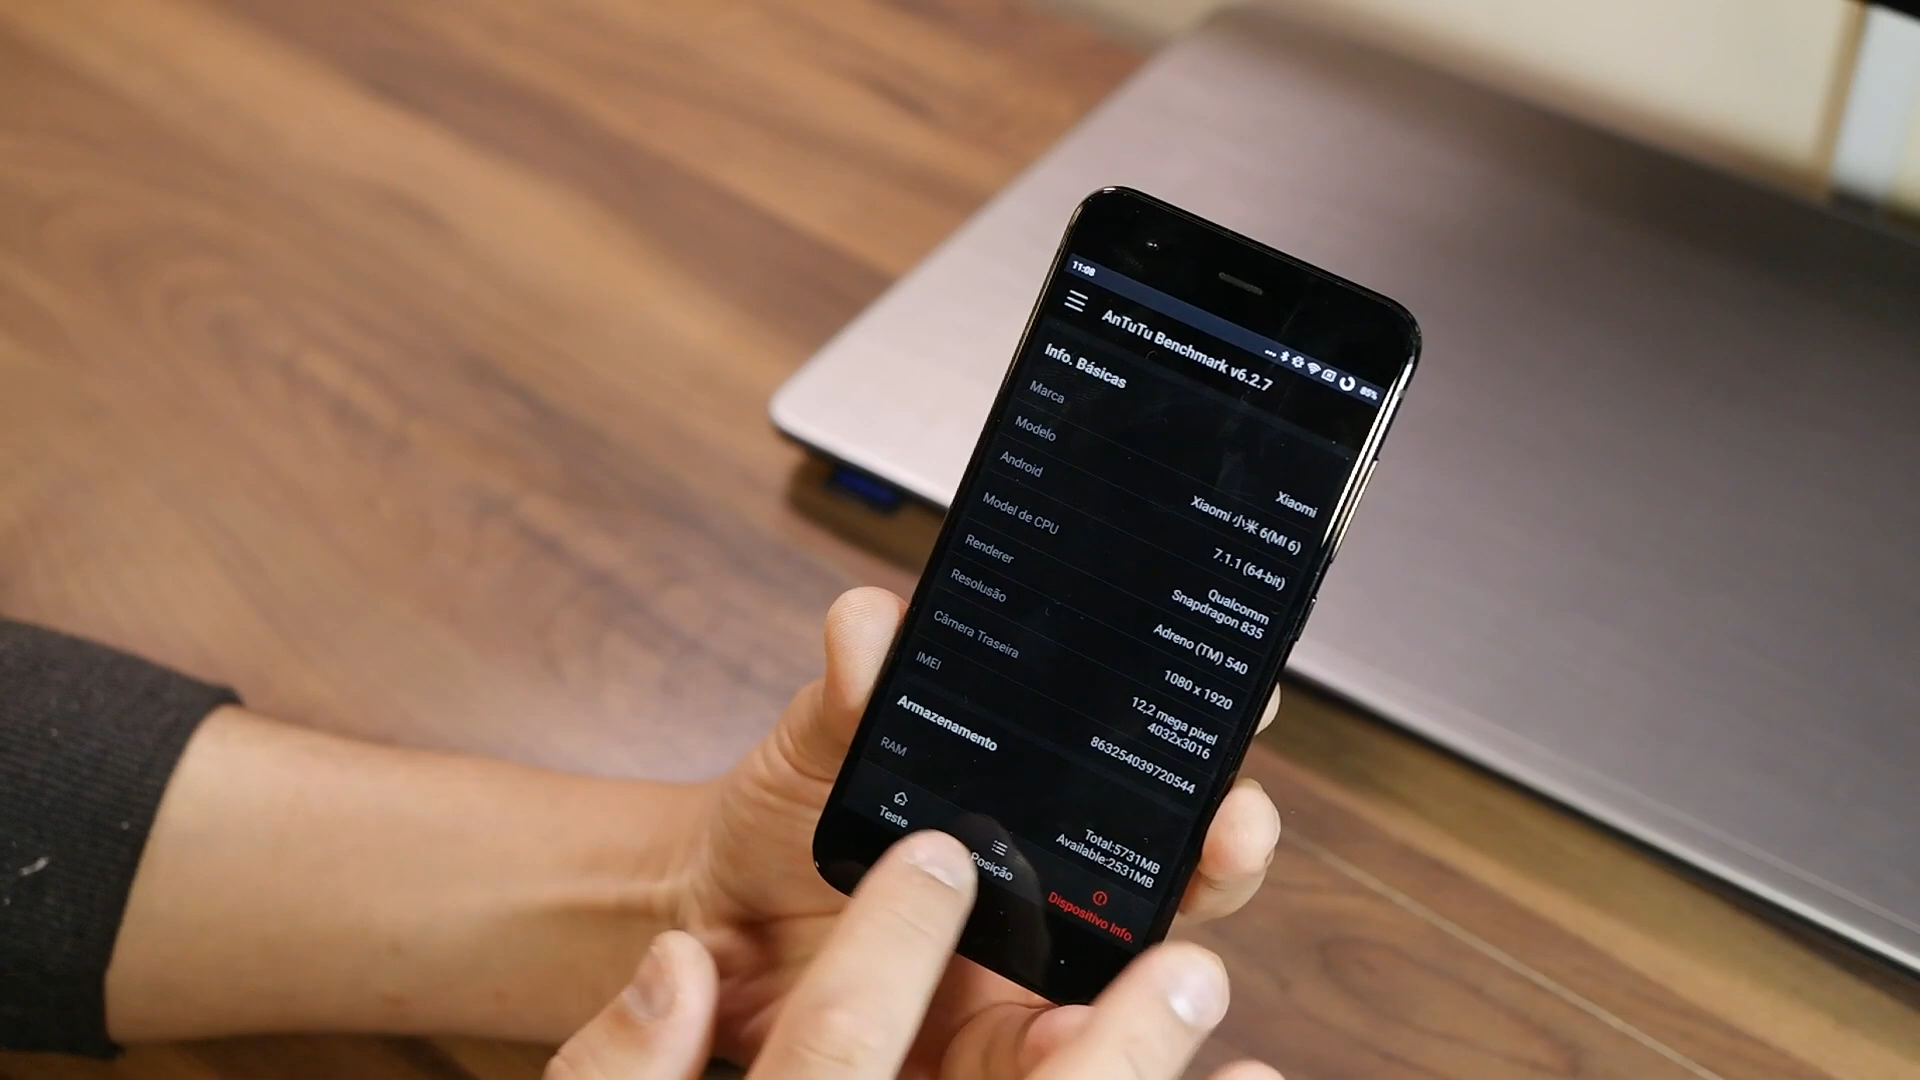 11:08
85%
AnTuTu Benchmark v6.2.7
Info. Básicas
Marca
Xiaomi
Modelo
Xiaomi 小米 6(MI 6)
Android
7.1.1 (64-bit)
Model de CPU
Qualcomm
Snapdragon 835
Renderer
Adreno (TM) 540
Resolusão
1080 x 1920
Câmera Traseira
12,2 mega pixel
4032x3016
IMEI
863254039720544
Armazenamento
RAM
Total:5731MB
Available:2531MB
Teste
Posição
Dispositivo Info.